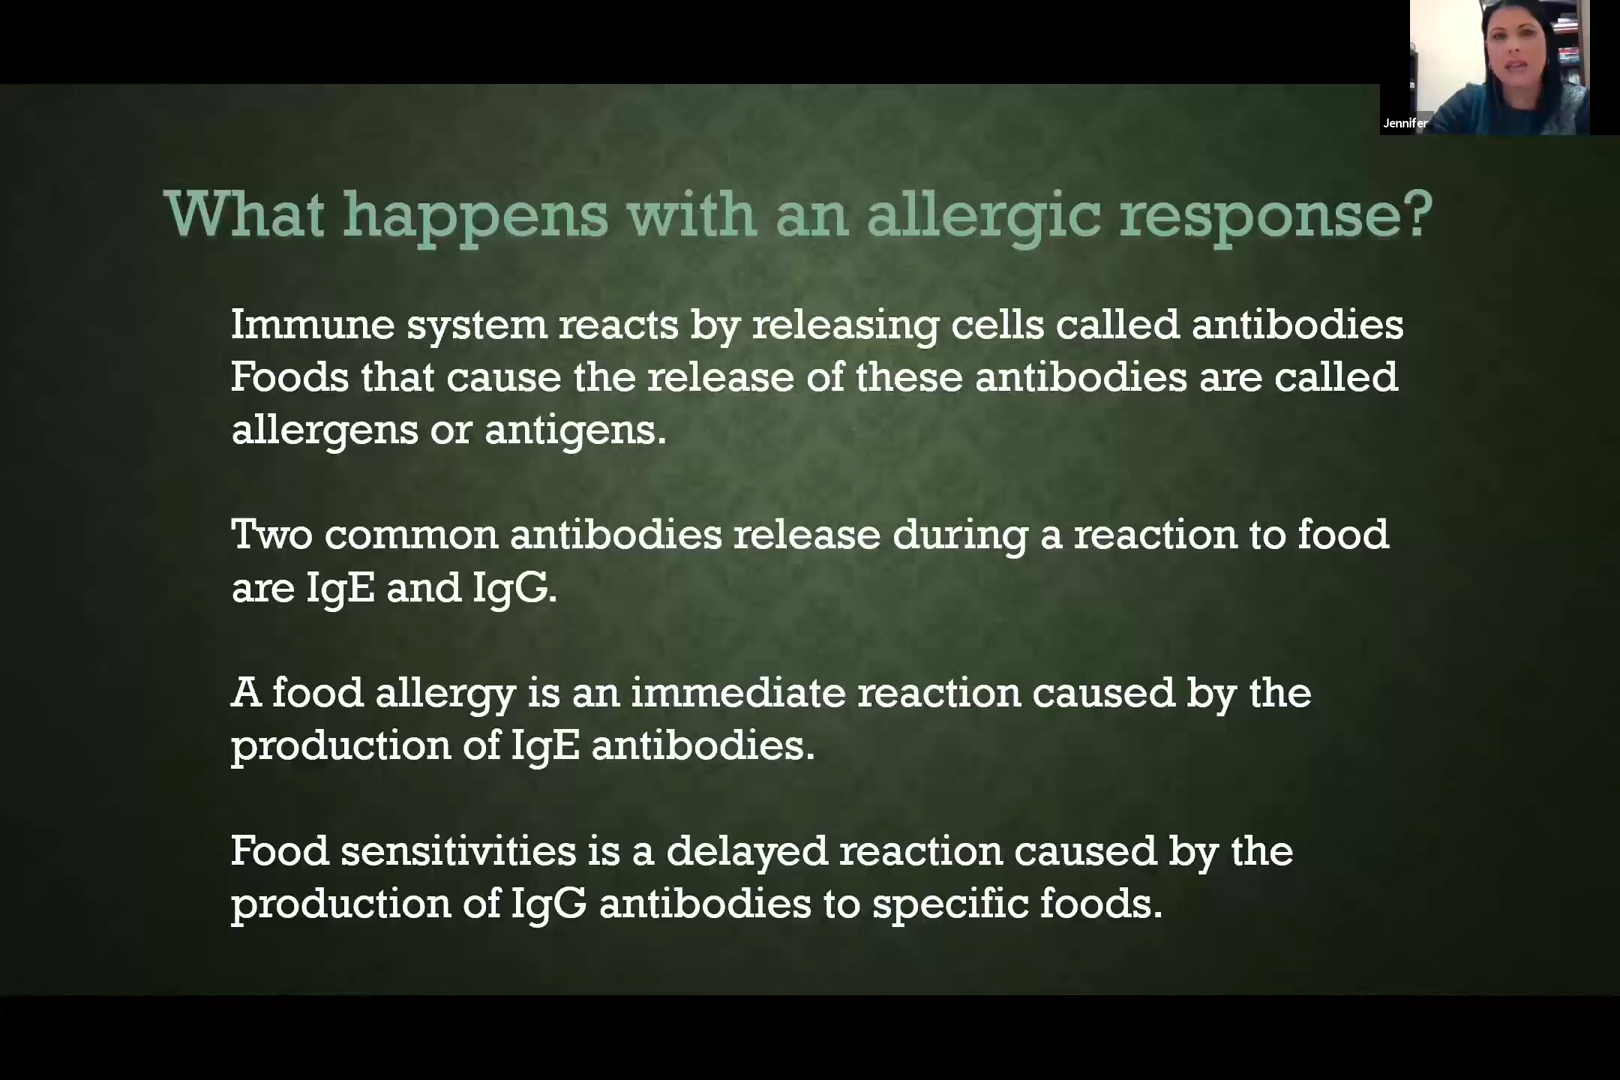 Jennifer
What happens with an allergic response?
Immune system reacts by releasing cells called antibodies
Foods that cause the release of these antibodies are called
allergens or antigens.
Two common antibodies release during a reaction to food
are IgE and IgG.
A food allergy is an immediate reaction caused by the
production of IgE antibodies.
Food sensitivities is a delayed reaction caused by the
production of IgG antibodies to specific foods.